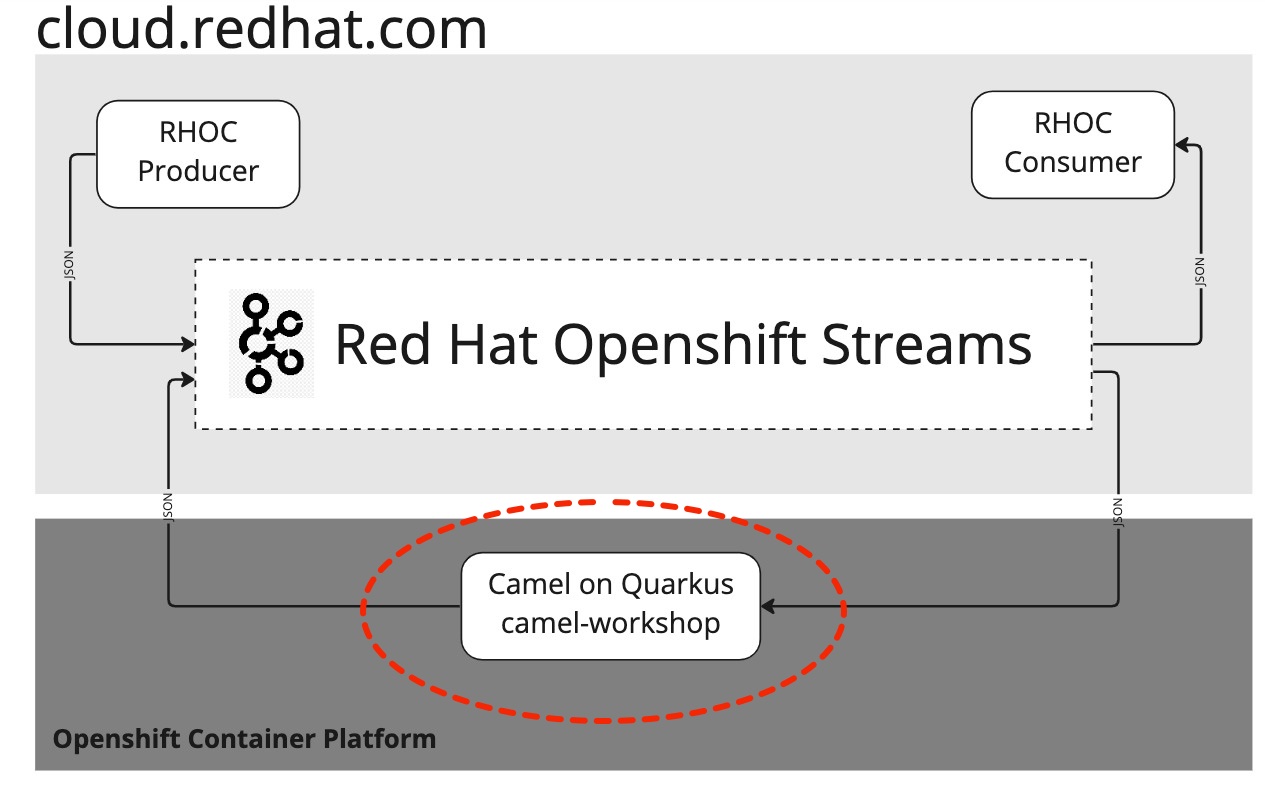 cloud.redhat.com
RHOC
Producer
RHOC
Consumer
JSON
JSON
Red Hat Openshift Streams
JSON
JSON
Camel on Quarkus
camel-workshop
Openshift Container Platform